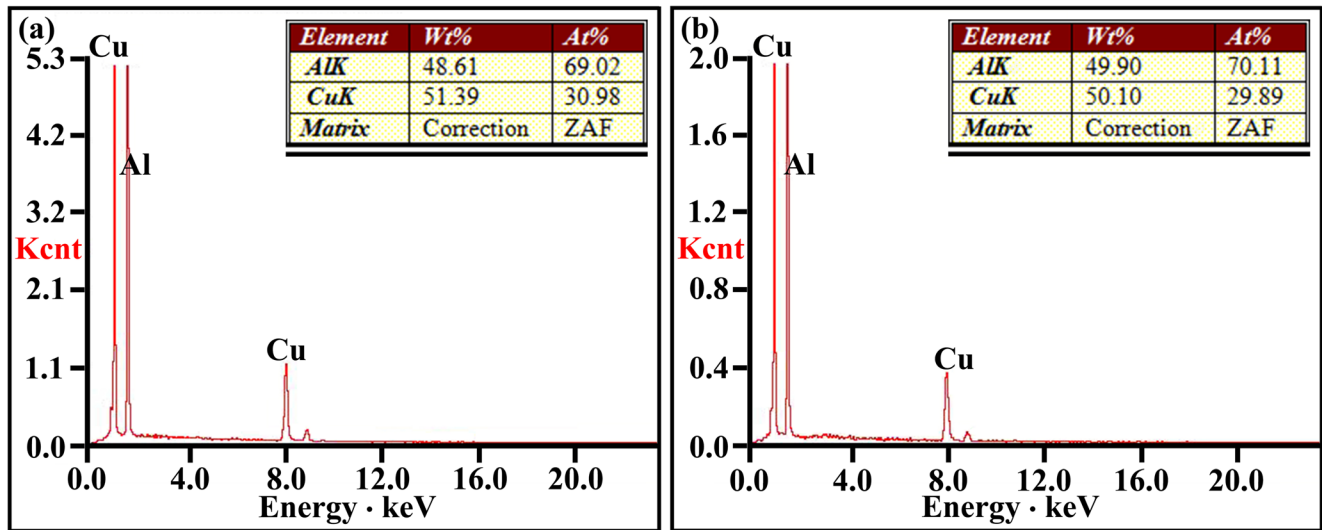 (a)
Cu
Element Wt% At%
AlK 48.61 69.02
CuK 51.39 30.98
Matrix Correction ZAF
5.3
4.2
Al
3.2
Kcnt
2.1
Cu
1.1
0.0
0.0 4.0 8.0 12.0 16.0 20.0
Energy · keV
(b)
Cu
Element Wt% At%
AlK 49.90 70.11
CuK 50.10 29.89
Matrix Correction ZAF
2.0
1.6
Al
1.2
Kcnt
0.8
Cu
0.4
0.0
0.0 4.0 8.0 12.0 16.0 20.0
Energy · keV